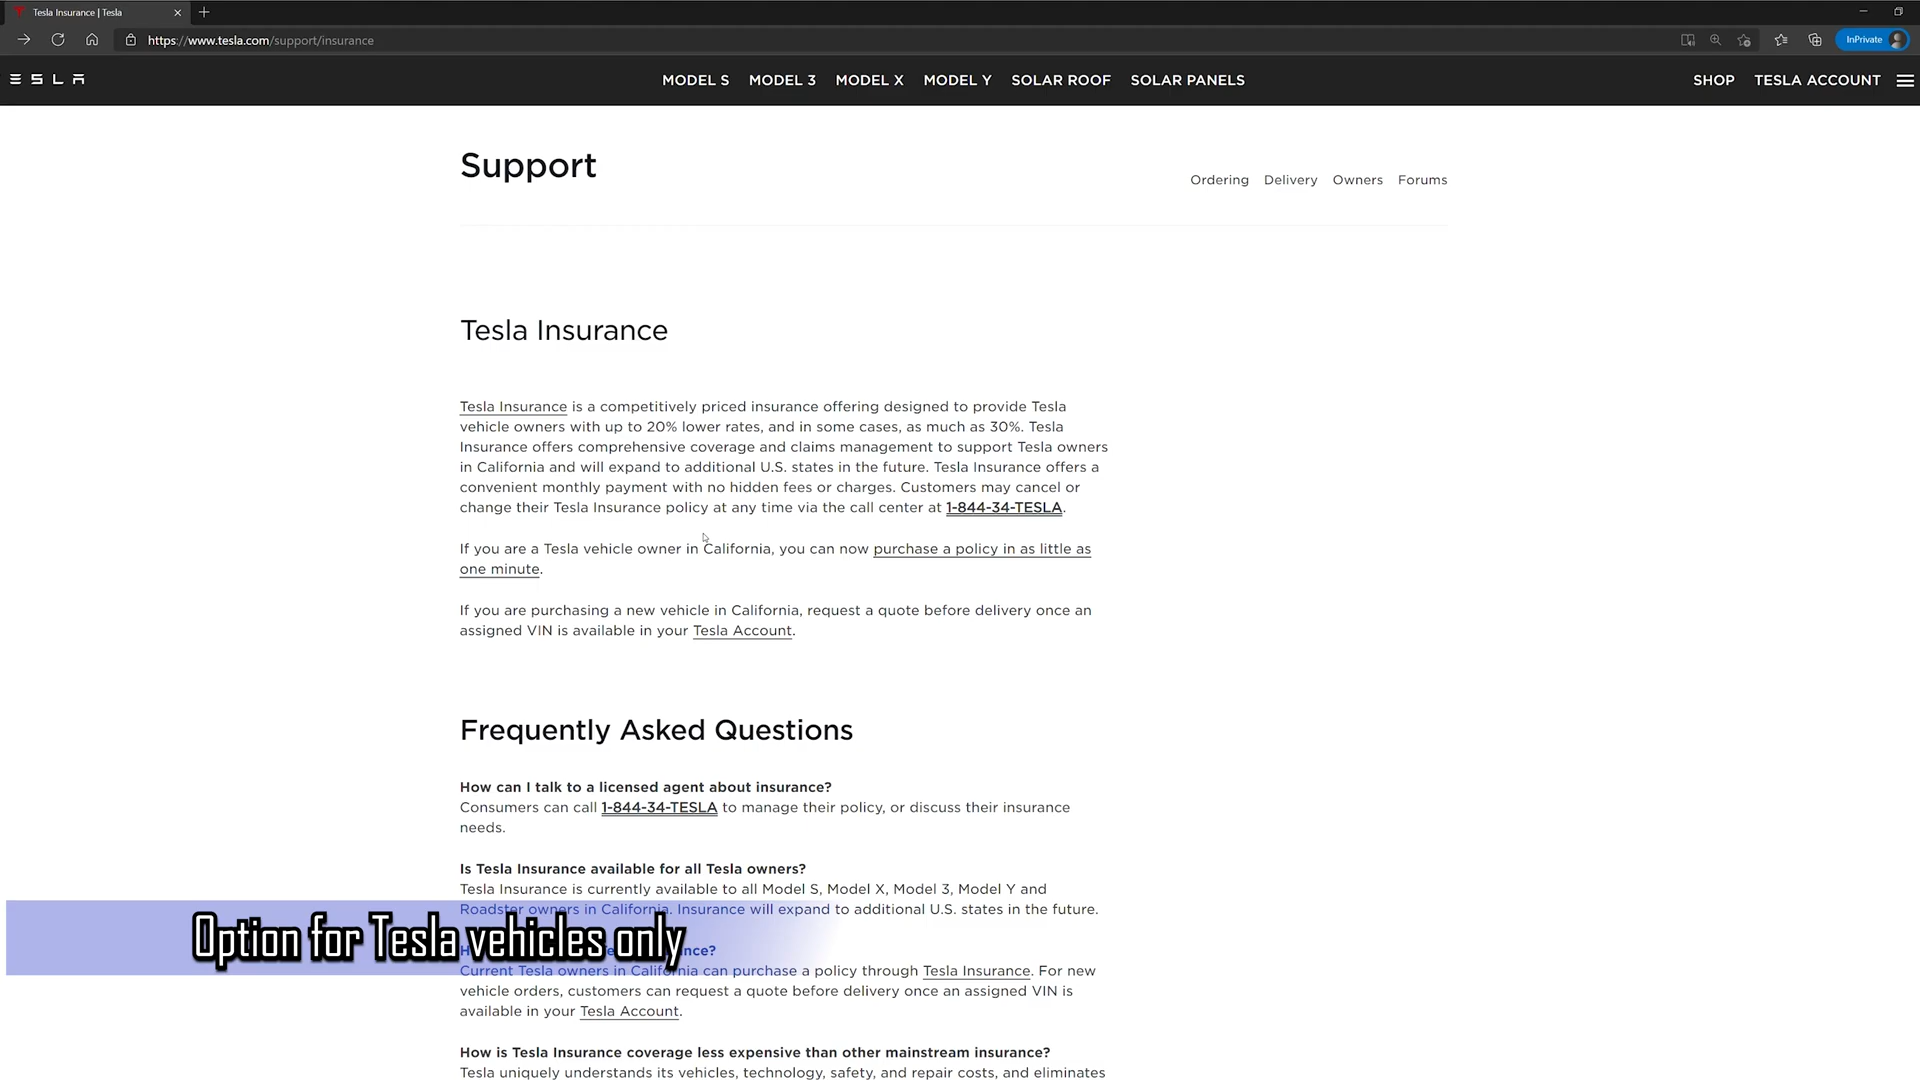 Tesla Insurance | Tesla
https://www.tesla.com/support/insurance
InPrivate
TESLA
MODEL S MODEL 3 MODEL X MODEL Y SOLAR ROOF SOLAR PANELS
SHOP TESLA ACCOUNT
Support
Ordering Delivery Owners Forums
Tesla Insurance
Tesla Insurance is a competitively priced insurance offering designed to provide Tesla
vehicle owners with up to 20% lower rates, and in some cases, as much as 30%. Tesla
Insurance offers comprehensive coverage and claims management to support Tesla owners
in California and will expand to additional U.S. states in the future. Tesla Insurance offers a
convenient monthly payment with no hidden fees or charges. Customers may cancel or
change their Tesla Insurance policy at any time via the call center at 1-844-34-TESLA.
If you are a Tesla vehicle owner in California, you can now purchase a policy in as little as
one minute.
If you are purchasing a new vehicle in California, request a quote before delivery once an
assigned VIN is available in your Tesla Account.
Frequently Asked Questions
How can I talk to a licensed agent about insurance?
Consumers can call 1-844-34-TESLA to manage their policy, or discuss their insurance
needs.
Is Tesla Insurance available for all Tesla owners?
Tesla Insurance is currently available to all Model S, Model X, Model 3, Model Y and
Roadster owners in California. Insurance will expand to additional U.S. states in the future.
Option for Tesla vehicles only
Current Tesla owners in California can purchase a policy through Tesla Insurance. For new
vehicle orders, customers can request a quote before delivery once an assigned VIN is
available in your Tesla Account.
How is Tesla Insurance coverage less expensive than other mainstream insurance?
Tesla uniquely understands its vehicles, technology, safety, and repair costs, and eliminates